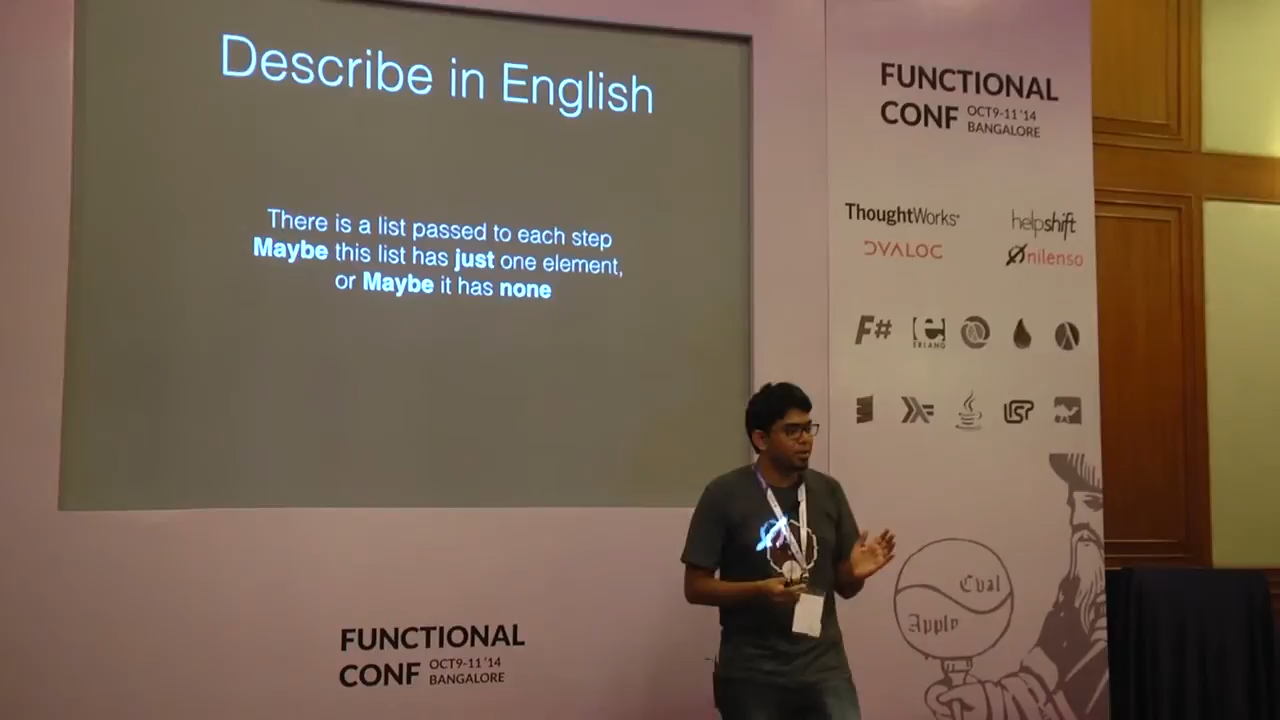 Describe in English
There is a list passed to each step
Maybe this list has just one element,
or Maybe it has none
FUNCTIONAL
CONF OCT9-11 '14
BANGALORE
ThoughtWorks
helpshift
DVALOC
nilenso
F#
ERLANG
LISP
Eval
Apply
FUNCTIONAL
CONF OCT9-11 '14
BANGALORE